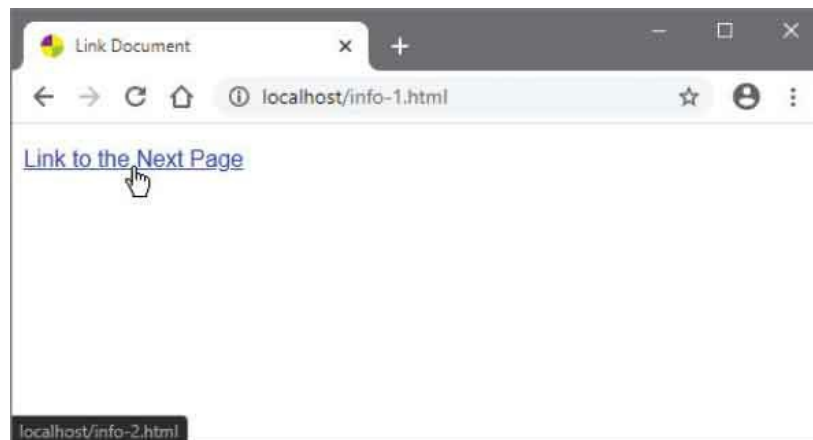 Link Document
localhost/info-1.html
Link to the Next Page
localhost/info-2.html